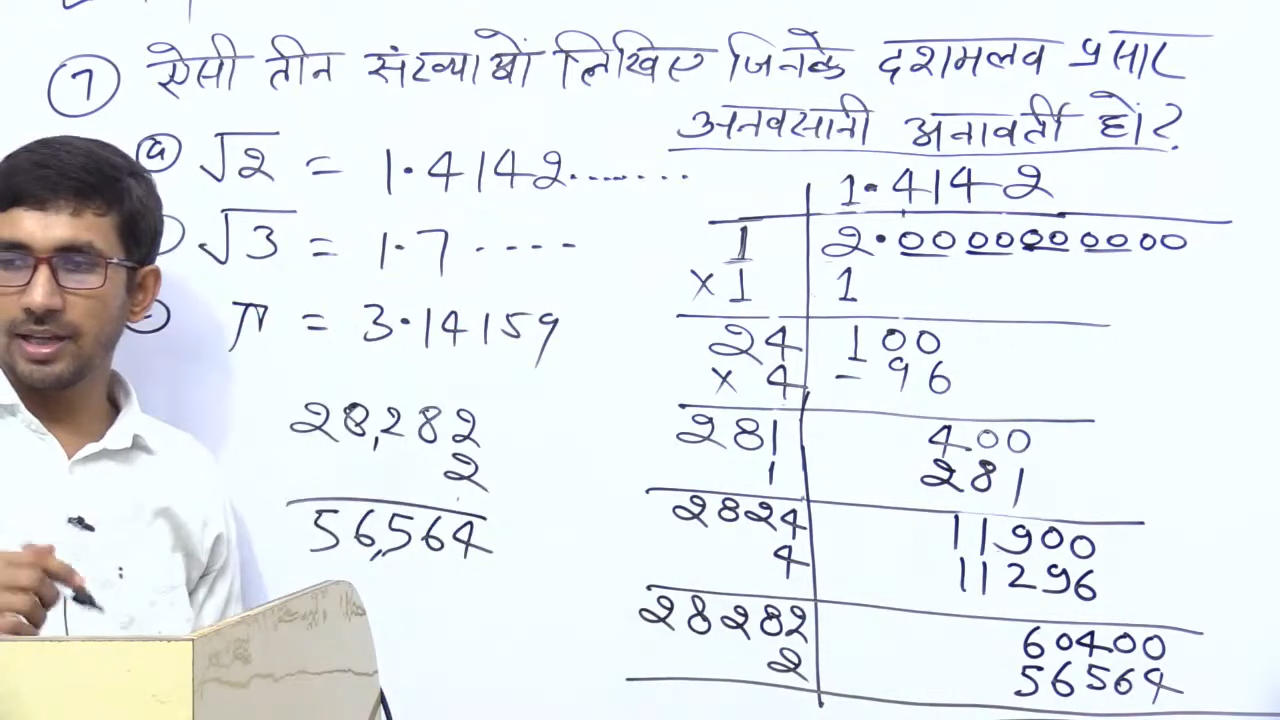 ⑦ ऐसी तीन संख्याओं लिखिए जिनके दशमलव प्रसार
अनवसानी अनावर्ती हों?
ⓐ √2 = 1.4142.......
√3 = 1.7 ....
π = 3.14159
28,282
2
56,564
1.4142
1 2.0000000000
×1 1
24 100
× 4 - 96
281 400
1 281
2824 11900
4 11296
28282 60400
2 56564